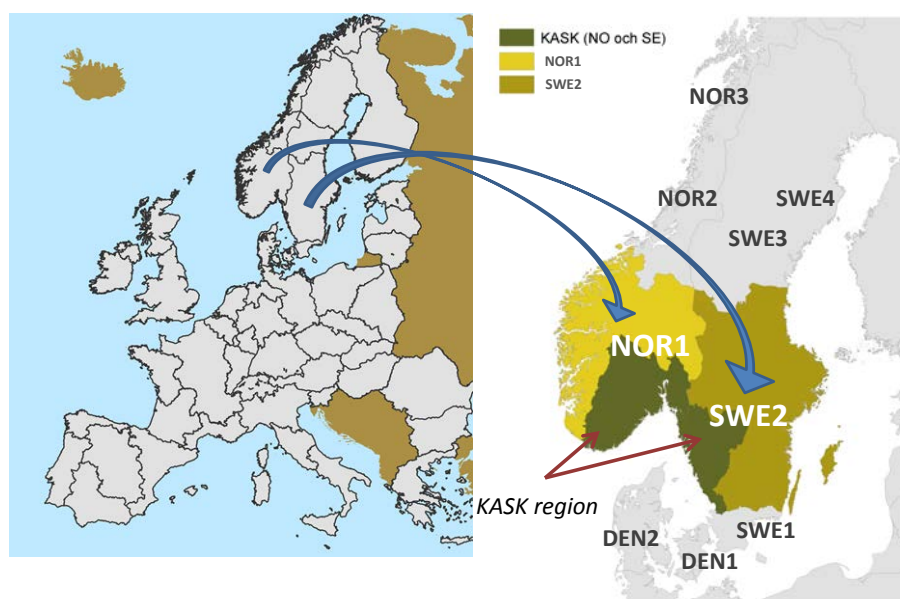 KASK (NO och SE)
NOR1
SWE2
NOR3
NOR2
SWE4
SWE3
NOR1
SWE2
KASK region
SWE1
DEN2
DEN1